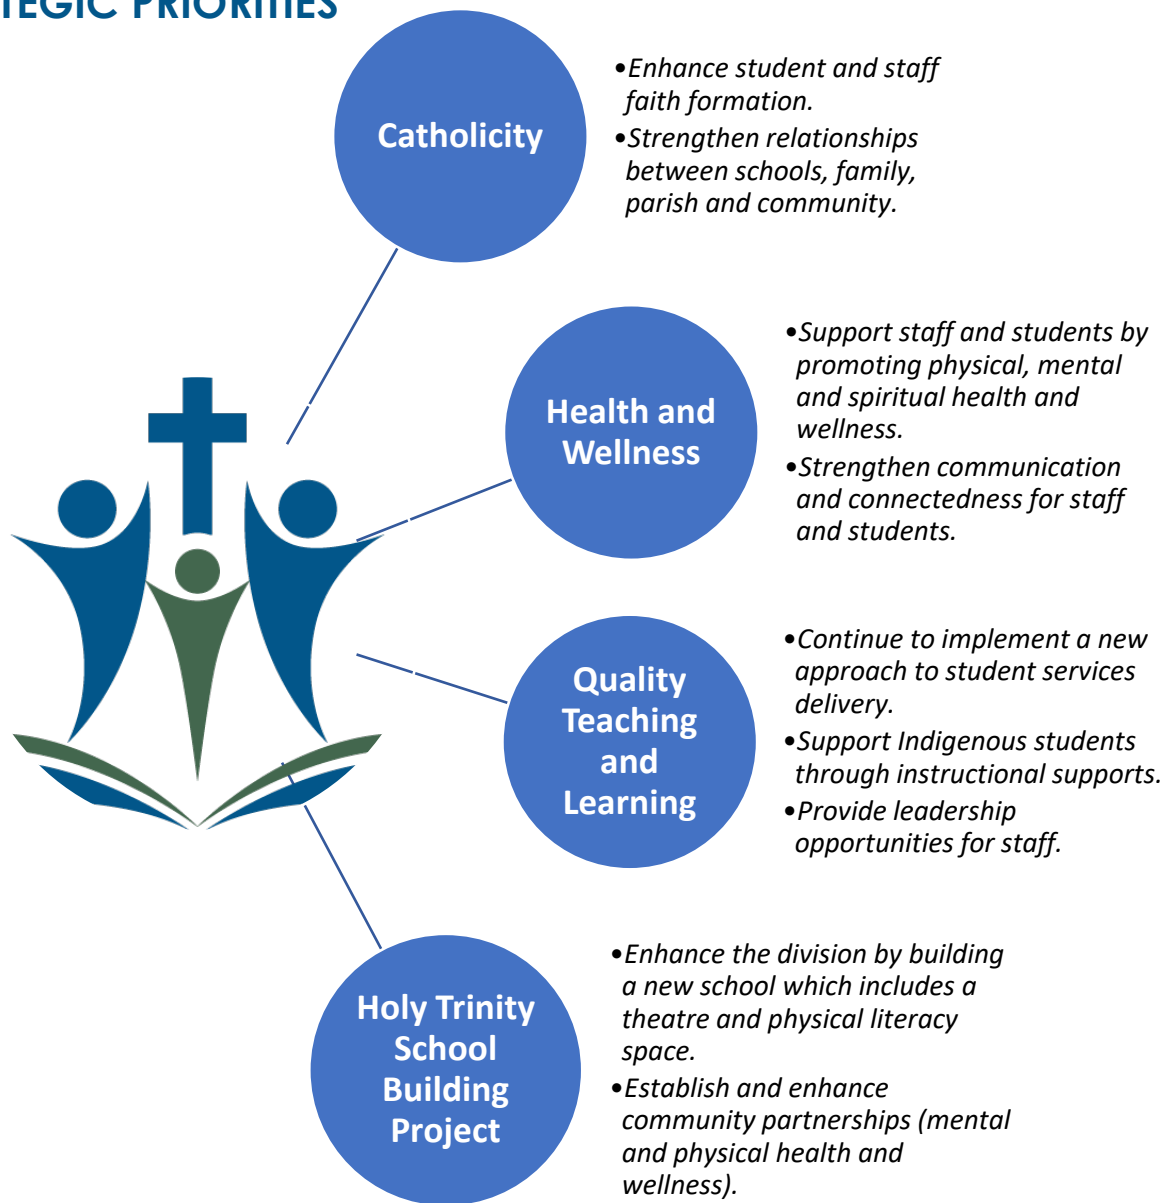 TEGIC PRIORITIES
Catholicity
•Enhance student and staff
faith formation.
•Strengthen relationships
between schools, family,
parish and community.
Health and
Wellness
•Support staff and students by
promoting physical, mental
and spiritual health and
wellness.
•Strengthen communication
and connectedness for staff
and students.
Quality
Teaching
and
Learning
•Continue to implement a new
approach to student services
delivery.
•Support Indigenous students
through instructional supports.
•Provide leadership
opportunities for staff.
Holy Trinity
School
Building
Project
•Enhance the division by building
a new school which includes a
theatre and physical literacy
space.
•Establish and enhance
community partnerships (mental
and physical health and
wellness).